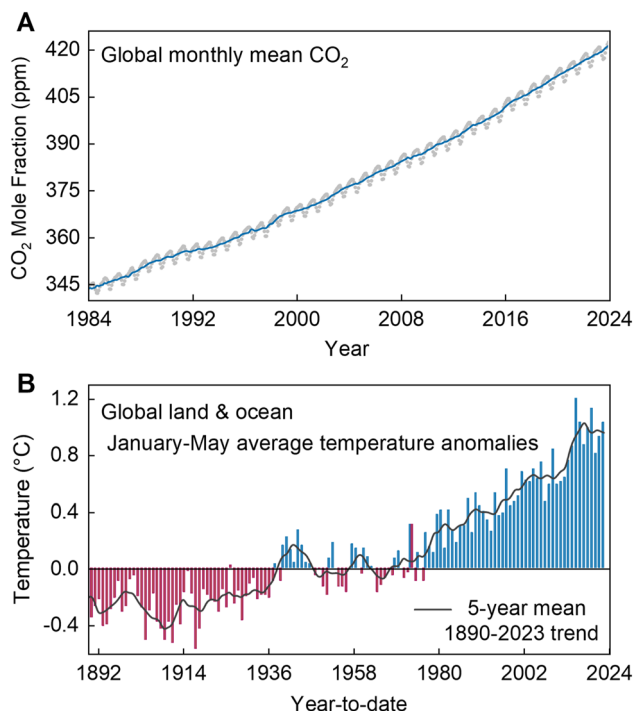 A
Global monthly mean CO₂
CO₂ Mole Fraction (ppm)
420
405
390
375
360
345
1984 1992 2000 2008 2016 2024
Year
B
Global land & ocean
January-May average temperature anomalies
Temperature (°C)
1.2
0.8
0.4
0.0
-0.4
5-year mean
1890-2023 trend
1892 1914 1936 1958 1980 2002 2024
Year-to-date